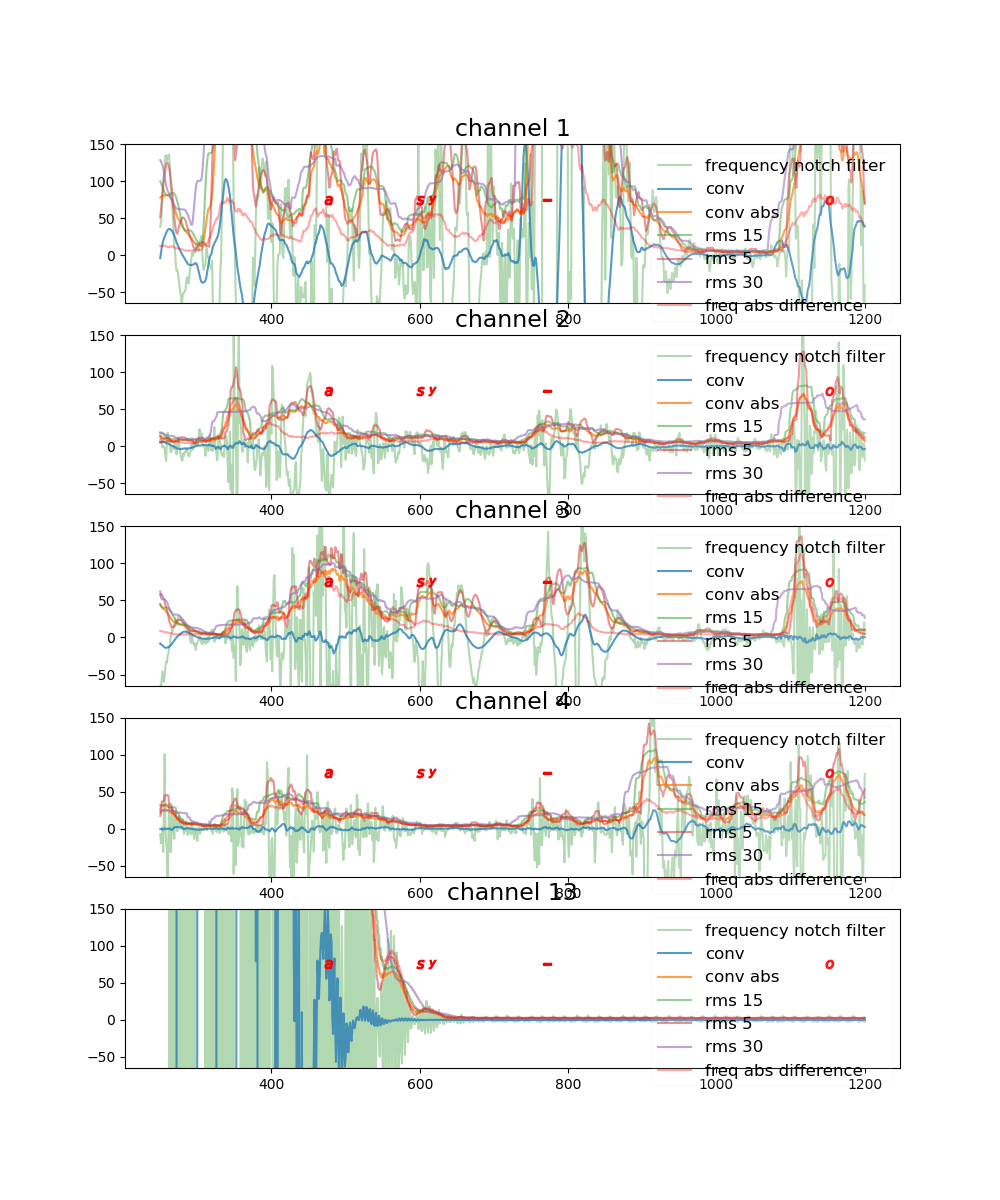 channel 1
150
100
50
0
−50
a
s y
–
o
frequency notch filter
conv
conv abs
rms 15
rms 5
rms 30
freq abs difference
400 600 800 1000 1200
channel 2
150
100
50
0
−50
a
s y
–
o
frequency notch filter
conv
conv abs
rms 15
rms 5
rms 30
freq abs difference
400 600 800 1000 1200
channel 3
150
100
50
0
−50
a
s y
–
o
frequency notch filter
conv
conv abs
rms 15
rms 5
rms 30
freq abs difference
400 600 800 1000 1200
channel 4
150
100
50
0
−50
a
s y
–
o
frequency notch filter
conv
conv abs
rms 15
rms 5
rms 30
freq abs difference
400 600 800 1000 1200
channel 13
150
100
50
0
−50
a
s y
–
o
frequency notch filter
conv
conv abs
rms 15
rms 5
rms 30
freq abs difference
400 600 800 1000 1200